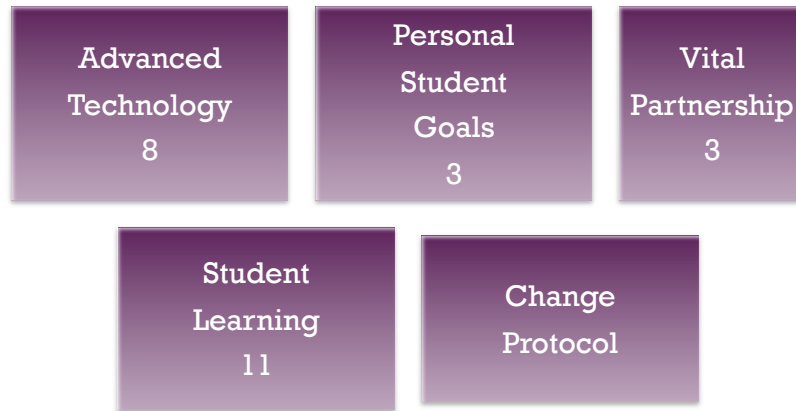 Advanced
Technology
8
Personal
Student
Goals
3
Vital
Partnership
3
Student
Learning
11
Change
Protocol